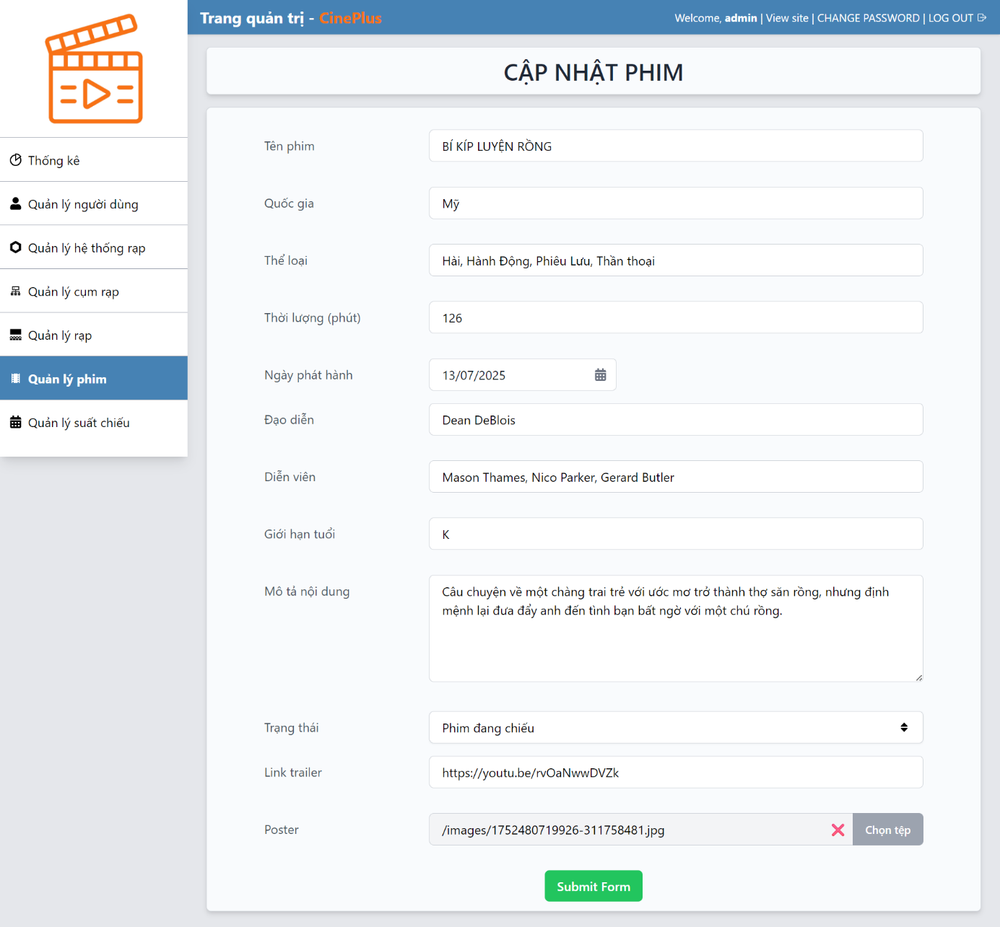 Trang quản trị - CinePlus
Welcome, admin | View site | CHANGE PASSWORD | LOG OUT
Thống kê
Quản lý người dùng
Quản lý hệ thống rạp
Quản lý cụm rạp
Quản lý rạp
Quản lý phim
Quản lý suất chiếu
CẬP NHẬT PHIM
Tên phim
BÍ KÍP LUYỆN RỒNG
Quốc gia
Mỹ
Thể loại
Hài, Hành Động, Phiêu Lưu, Thần thoại
Thời lượng (phút)
126
Ngày phát hành
13/07/2025
Đạo diễn
Dean DeBlois
Diễn viên
Mason Thames, Nico Parker, Gerard Butler
Giới hạn tuổi
K
Mô tả nội dung
Câu chuyện về một chàng trai trẻ với ước mơ trở thành thợ săn rồng, nhưng định
mệnh lại đưa đẩy anh đến tình bạn bất ngờ với một chú rồng.
Trạng thái
Phim đang chiếu
Link trailer
https://youtu.be/rvOaNwwDVZk
Poster
/images/1752480719926-311758481.jpg
Chọn tệp
Submit Form